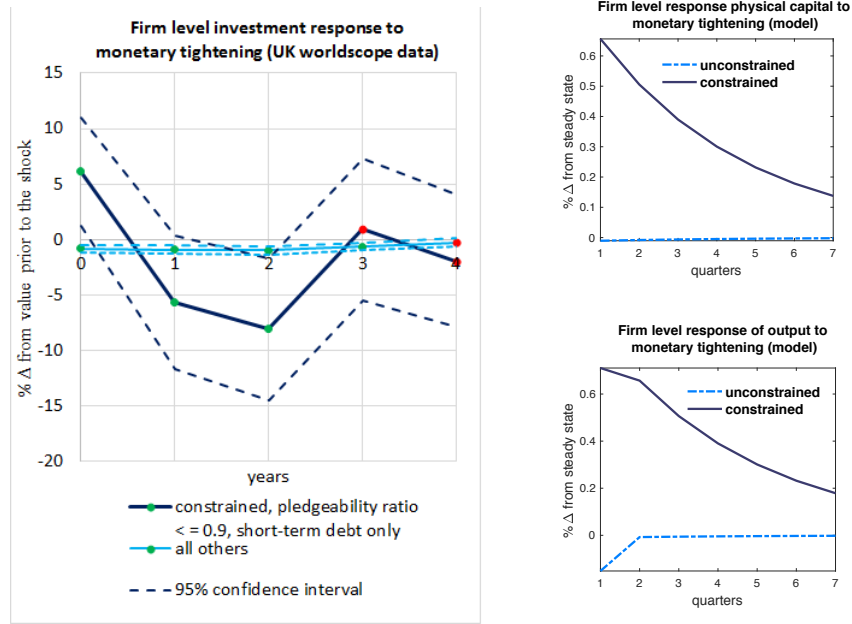 Firm level investment response to
monetary tightening (UK worldscope data)
% Δ from value prior to the shock
15
10
5
0
-5
-10
-15
-20
0
1
2
3
4
years
constrained, pledgeability ratio
< = 0.9, short-term debt only
all others
95% confidence interval
Firm level response physical capital to
monetary tightening (model)
% Δ from steady state
0.6
0.5
0.4
0.3
0.2
0.1
0
unconstrained
constrained
1 2 3 4 5 6 7
quarters
Firm level response of output to
monetary tightening (model)
% Δ from steady state
0.6
0.4
0.2
0
unconstrained
constrained
1 2 3 4 5 6 7
quarters